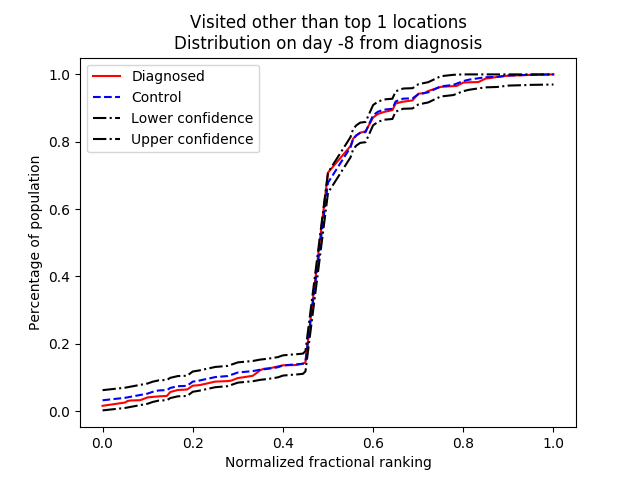 Visited other than top 1 locations
Distribution on day -8 from diagnosis
Diagnosed
Control
Lower confidence
Upper confidence
Percentage of population
1.0
0.8
0.6
0.4
0.2
0.0
0.0 0.2 0.4 0.6 0.8 1.0
Normalized fractional ranking